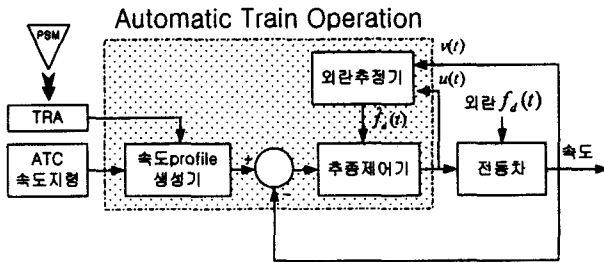 Automatic Train Operation
PSM
TRA
ATC
속도지령
속도profile
생성기
+
-
외란추정기
f̂_d(t)
추종제어기
v(t)
u(t)
외란 f_d(t)
전동차
속도